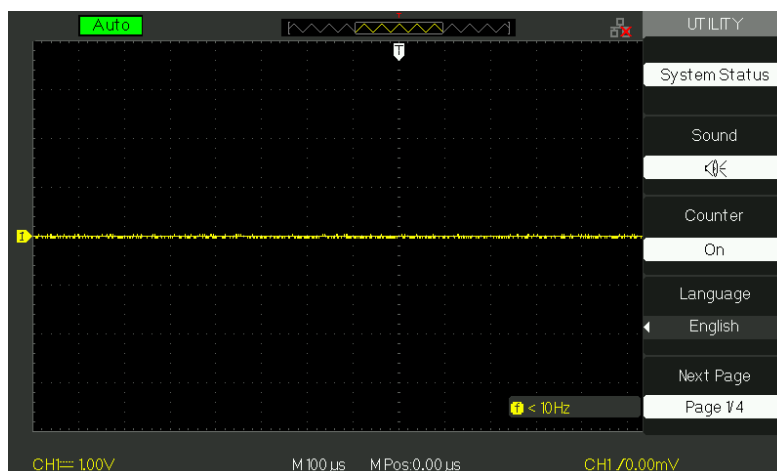 Auto
UTILITY
T
System Status
Sound
Counter
On
Language
English
Next Page
Page 1/4
1
f < 10Hz
CH1 1.00V
M 100 µs
M Pos:0.00 µs
CH1 /0.00mV